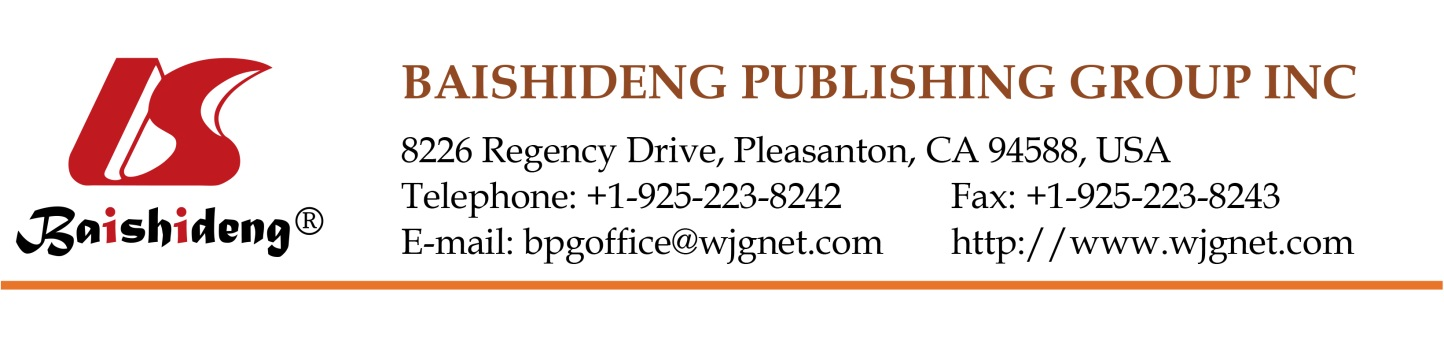 BAISHIDENG PUBLISHING GROUP INC
8226 Regency Drive, Pleasanton, CA 94588, USA
Telephone: +1-925-223-8242 Fax: +1-925-223-8243
E-mail: bpgoffice@wjgnet.com http://www.wjgnet.com
Baishideng®